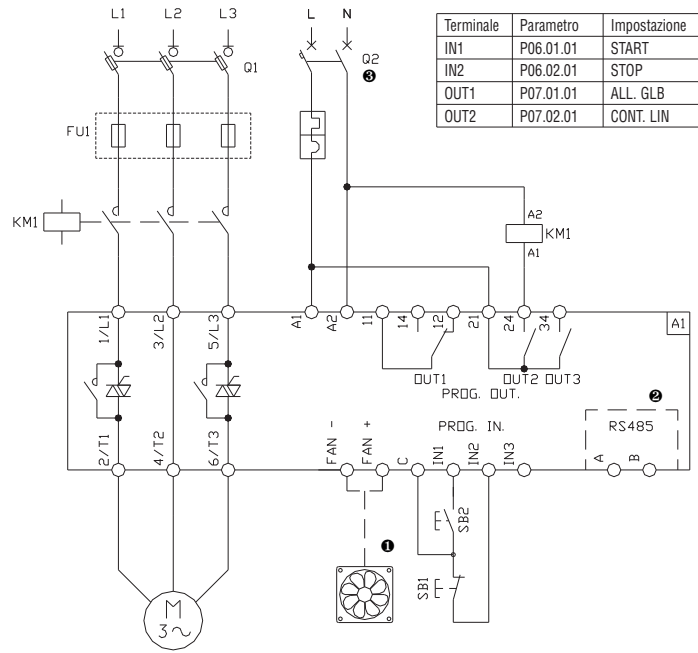 L1 L2 L3 L N
Terminale Parametro Impostazione
IN1 P06.01.01 START
IN2 P06.02.01 STOP
OUT1 P07.01.01 ALL. GLB
OUT2 P07.02.01 CONT. LIN
Q1
Q2
❸
FU1
KM1
A2
KM1
A1
1/L1 3/L2 5/L3 A1 A2 11 14 12 21 24 34
A1
OUT1 OUT2 OUT3
PROG. OUT.
❷
PROG. IN.
RS485
2/T1 4/T2 6/T3 FAN - FAN + C IN1 IN2 IN3 A B
SB2
❶
SB1
M
3~